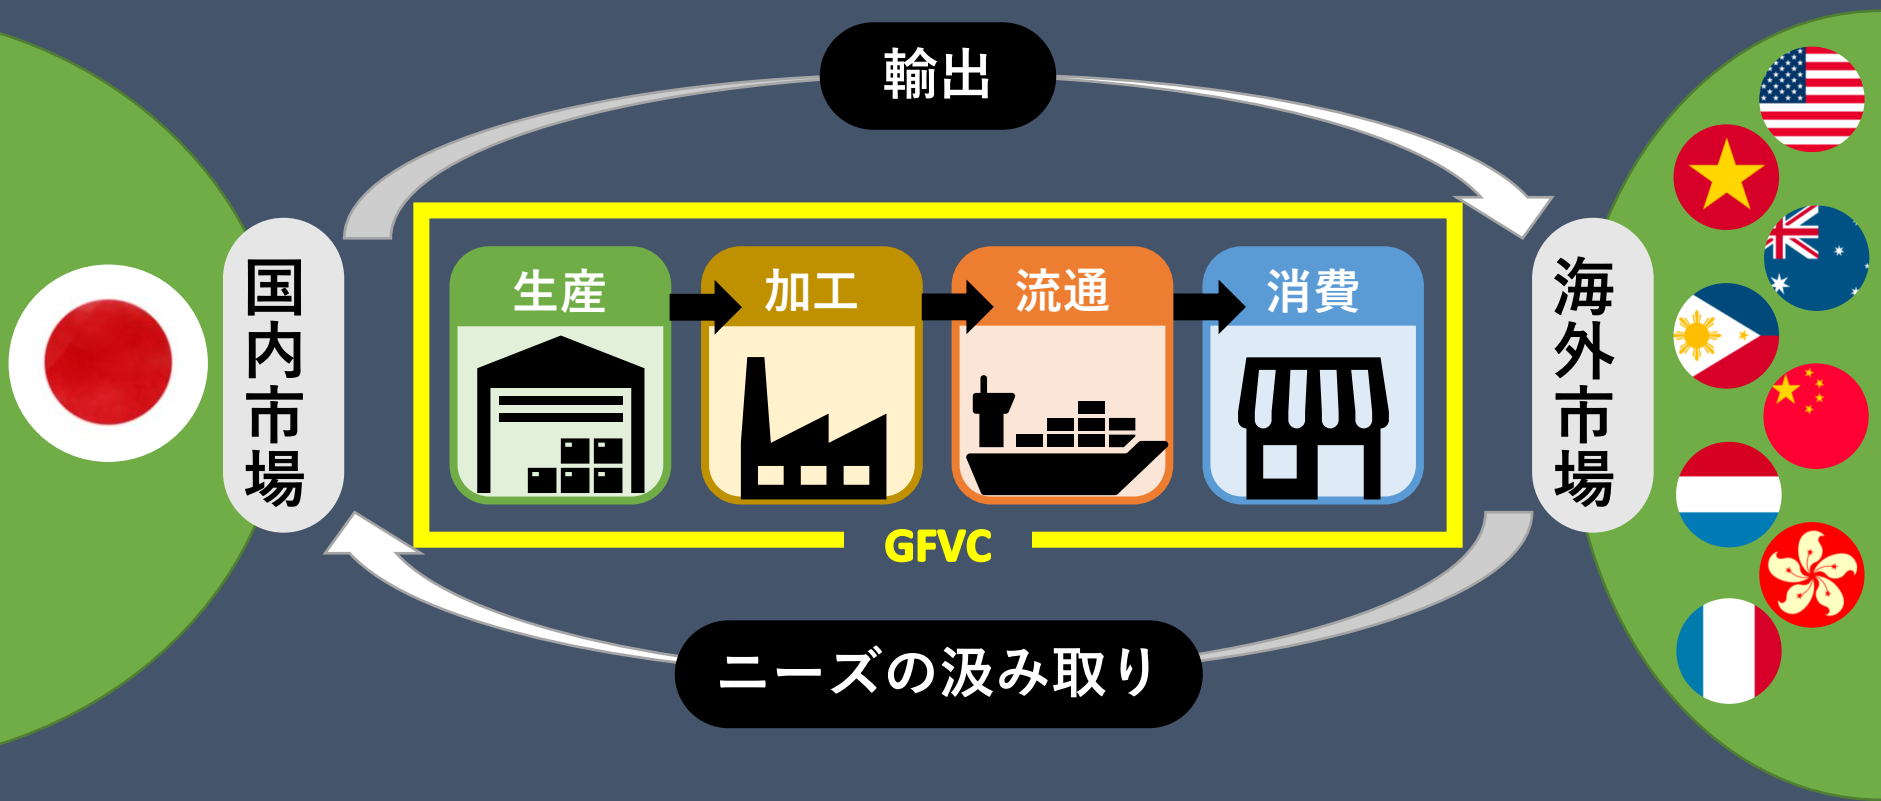 輸出
国内市場
生産
加工
流通
消費
海外市場
GFVC
ニーズの汲み取り